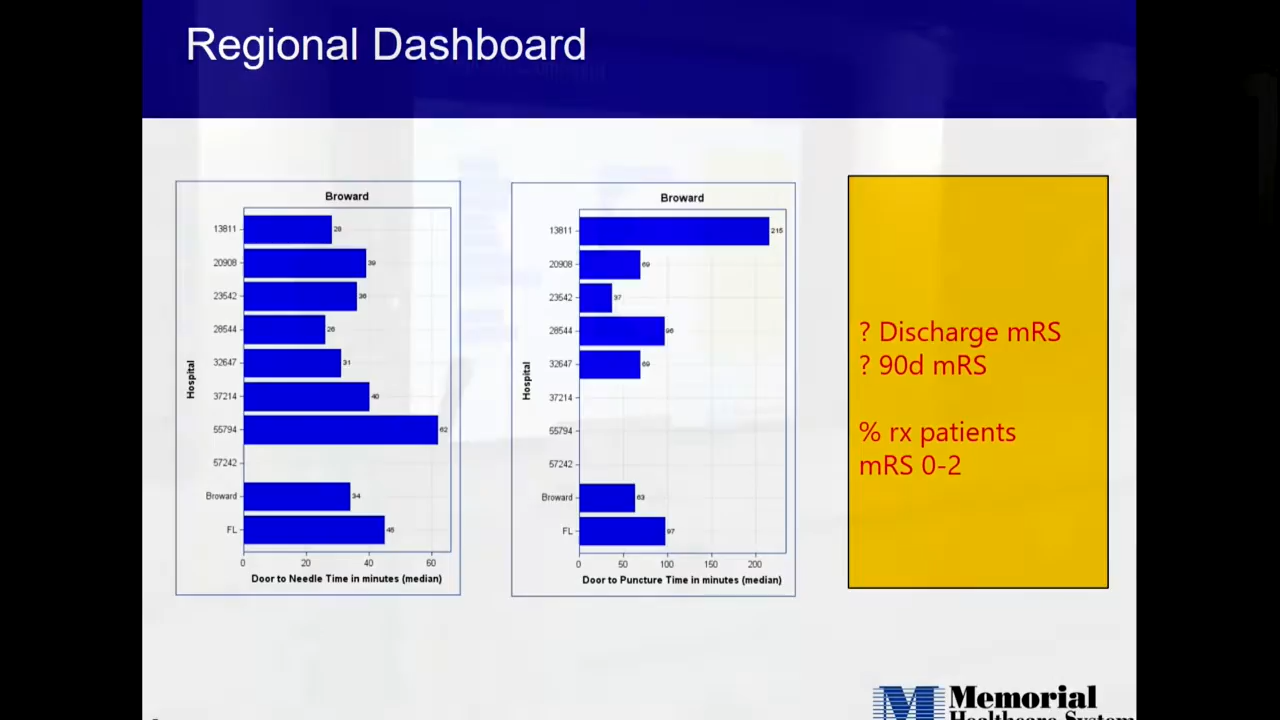 Regional Dashboard
Broward
13811
28
20908
39
23542
36
28544
26
32647
31
37214
40
55794
62
57242
Broward
34
FL
45
Hospital
0 20 40 60
Door to Needle Time in minutes (median)
Broward
13811
215
20908
69
23542
37
28544
96
32647
69
37214
55794
57242
Broward
63
FL
97
Hospital
0 50 100 150 200
Door to Puncture Time in minutes (median)
? Discharge mRS
? 90d mRS
% rx patients
mRS 0-2
Memorial
Healthcare System